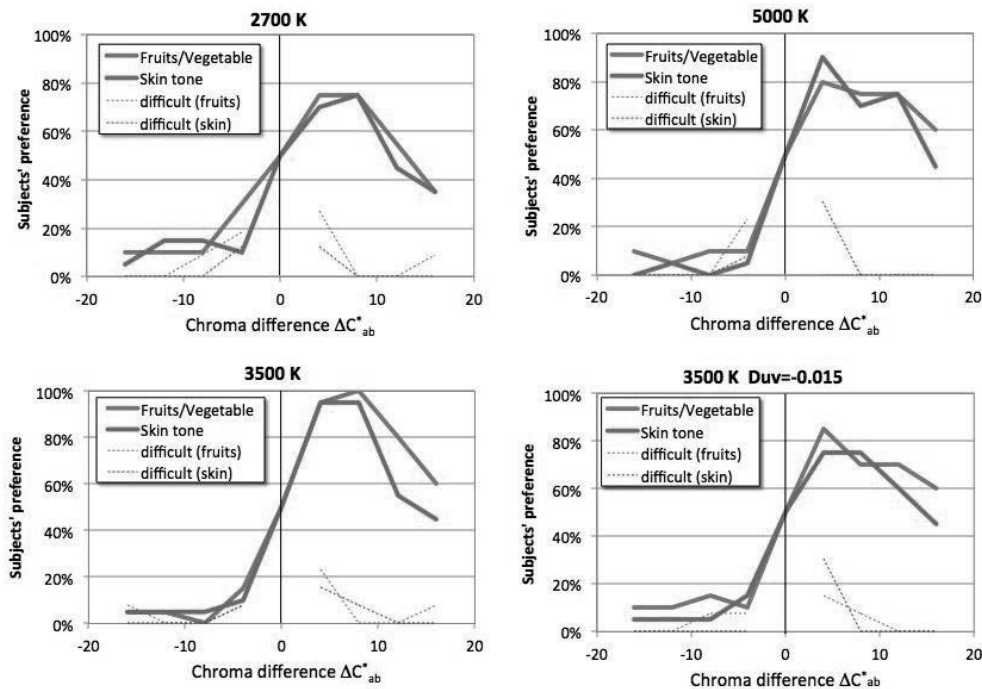 2700 K
100%
80%
60%
40%
20%
0%
Subjects' preference
Fruits/Vegetable
Skin tone
difficult (fruits)
difficult (skin)
-20
-10
0
10
20
Chroma difference ΔC*ab
5000 K
100%
80%
60%
40%
20%
0%
Subjects' preference
Fruits/Vegetable
Skin tone
difficult (fruits)
difficult (skin)
-20
-10
0
10
20
Chroma difference ΔC*ab
3500 K
100%
80%
60%
40%
20%
0%
Subjects' preference
Fruits/Vegetable
Skin tone
difficult (fruits)
difficult (skin)
-20
-10
0
10
20
Chroma difference ΔC*ab
3500 K Duv=-0.015
100%
80%
60%
40%
20%
0%
Subjects' preference
Fruits/Vegetable
Skin tone
difficult (fruits)
difficult (skin)
-20
-10
0
10
20
Chroma difference ΔC*ab